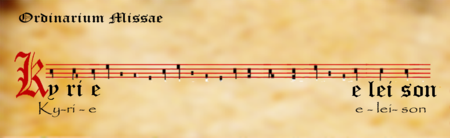 Ordinarium Missae
Ky ri e e lei son
Ky-ri - e e - lei- son